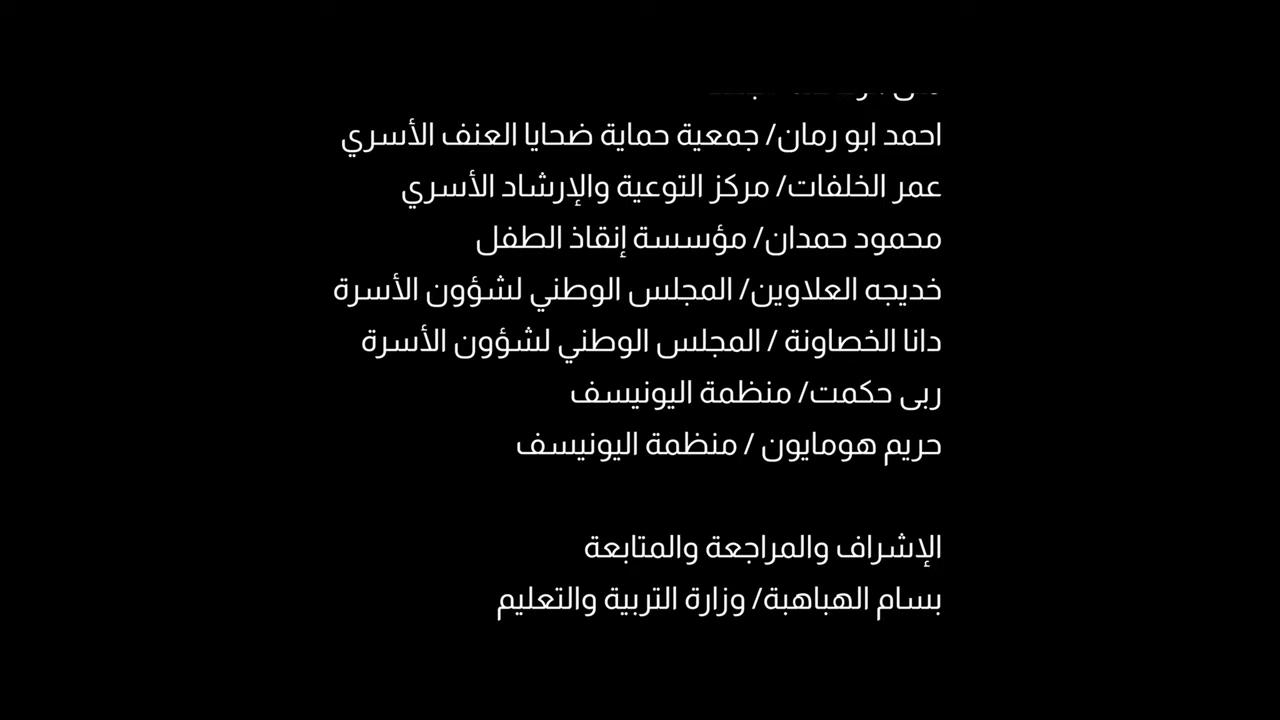 احمد ابو رمان/ جمعية حماية ضحايا العنف الأسري
عمر الخلفات/ مركز التوعية والإرشاد الأسري
محمود حمدان/ مؤسسة إنقاذ الطفل
خديجه العلاوين/ المجلس الوطني لشؤون الأسرة
دانا الخصاونة / المجلس الوطني لشؤون الأسرة
ربى حكمت/ منظمة اليونيسف
حريم هومايون / منظمة اليونيسف
الإشراف والمراجعة والمتابعة
بسام الهباهبة/ وزارة التربية والتعليم